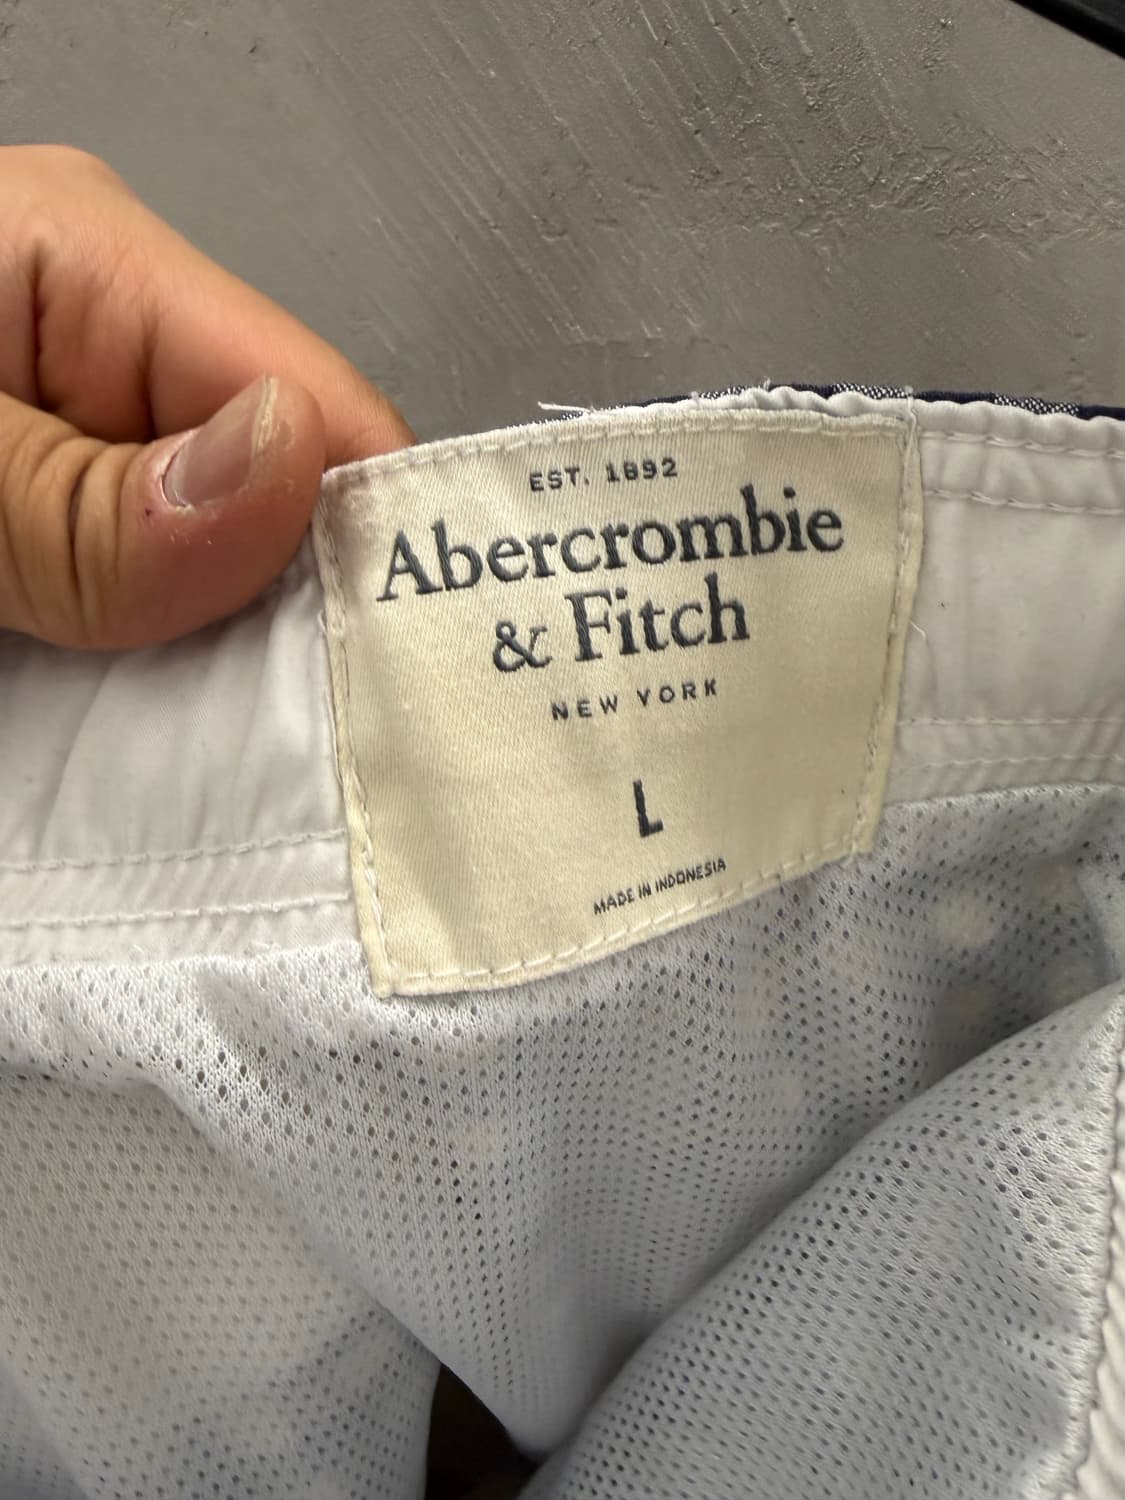 EST. 1892
Abercrombie
& Fitch
NEW YORK
L
MADE IN INDONESIA